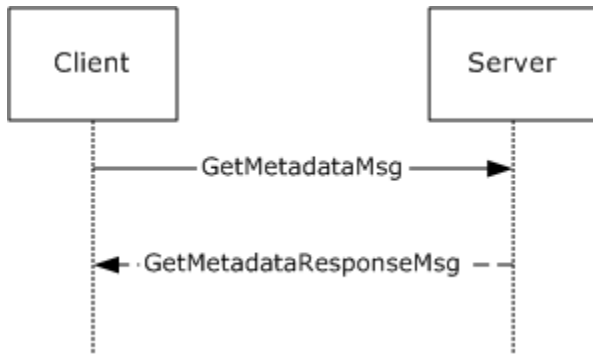 Client
Server
GetMetadataMsg
GetMetadataResponseMsg